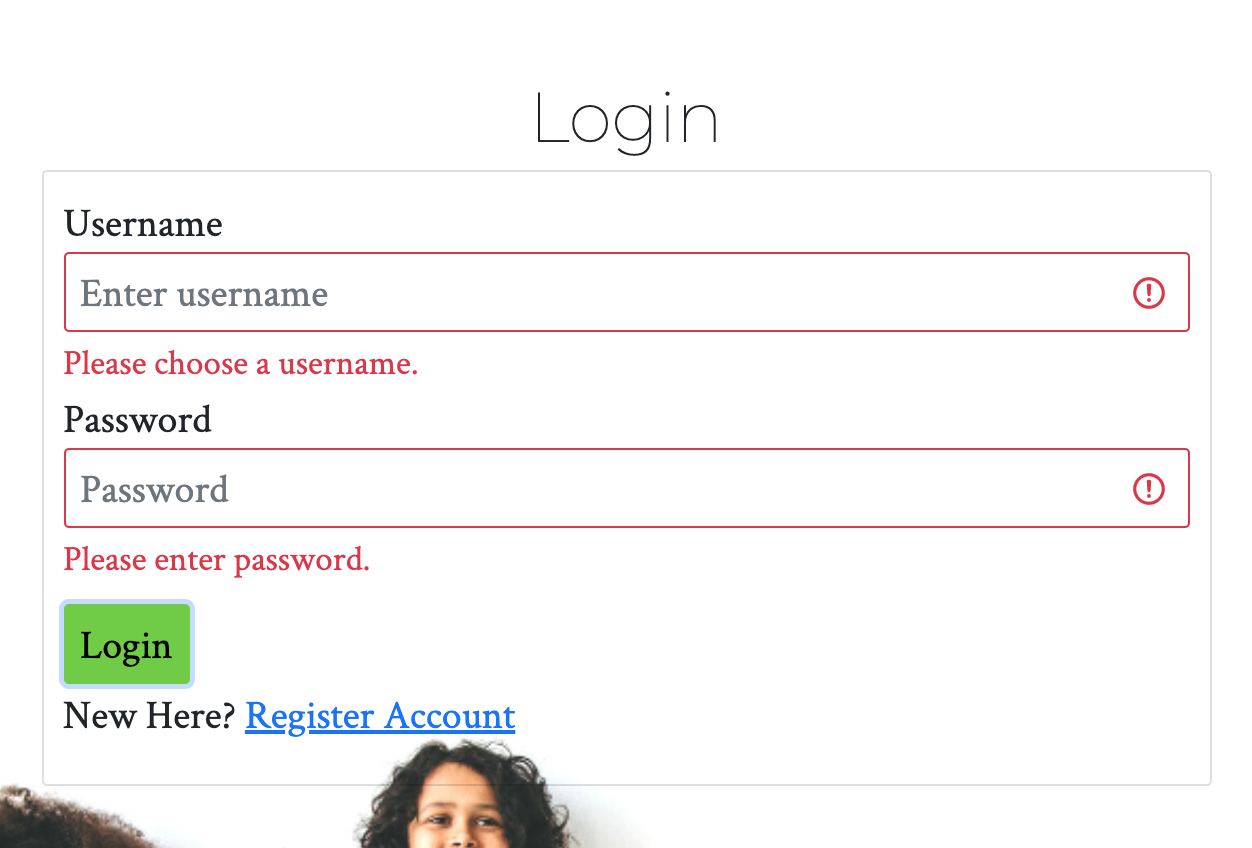 Login
Username
Enter username
Please choose a username.
Password
Password
Please enter password.
Login
New Here? Register Account